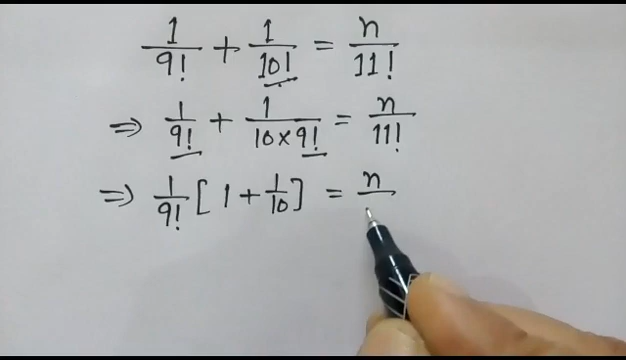 1/9! + 1/10! = n/11!
⇒ 1/9! + 1/10×9! = n/11!
⇒ 1/9! [1 + 1/10] = n/